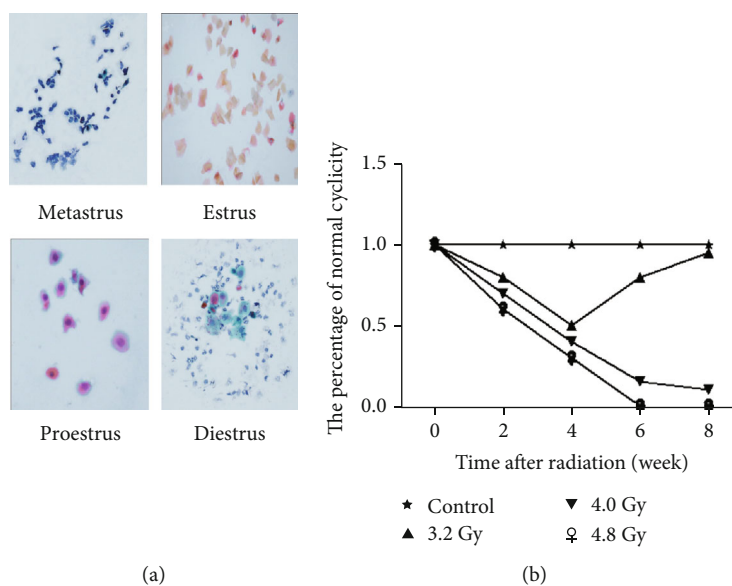 Metastrus
Estrus
Proestrus
Diestrus
(a)
The percentage of normal cyclicity
1.5
1.0
0.5
0.0
0 2 4 6 8
Time after radiation (week)
Control
3.2 Gy
4.0 Gy
4.8 Gy
(b)